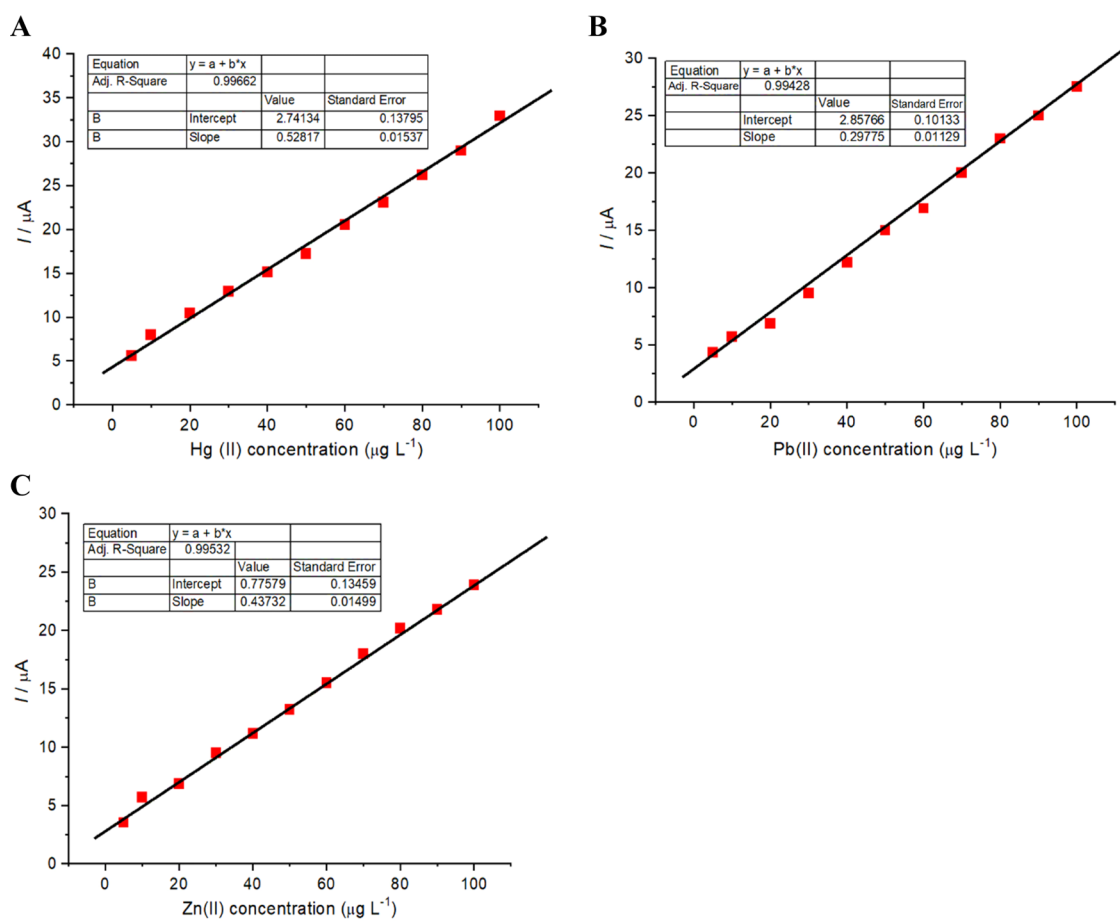 A
Equation y = a + b*x
Adj. R-Square 0.99662
Value Standard Error
B Intercept 2.74134 0.13795
B Slope 0.52817 0.01537
40
35
30
25
20
15
10
5
0
I / μA
0 20 40 60 80 100
Hg (II) concentration (μg L⁻¹)
B
Equation y = a + b*x
Adj. R-Square 0.99428
Value Standard Error
Intercept 2.85766 0.10133
Slope 0.29775 0.01129
30
25
20
15
10
5
0
I / μA
0 20 40 60 80 100
Pb(II) concentration (μg L⁻¹)
C
Equation y = a + b*x
Adj. R-Square 0.99532
Value Standard Error
B Intercept 0.77579 0.13459
B Slope 0.43732 0.01499
30
25
20
15
10
5
0
I / μA
0 20 40 60 80 100
Zn(II) concentration (μg L⁻¹)